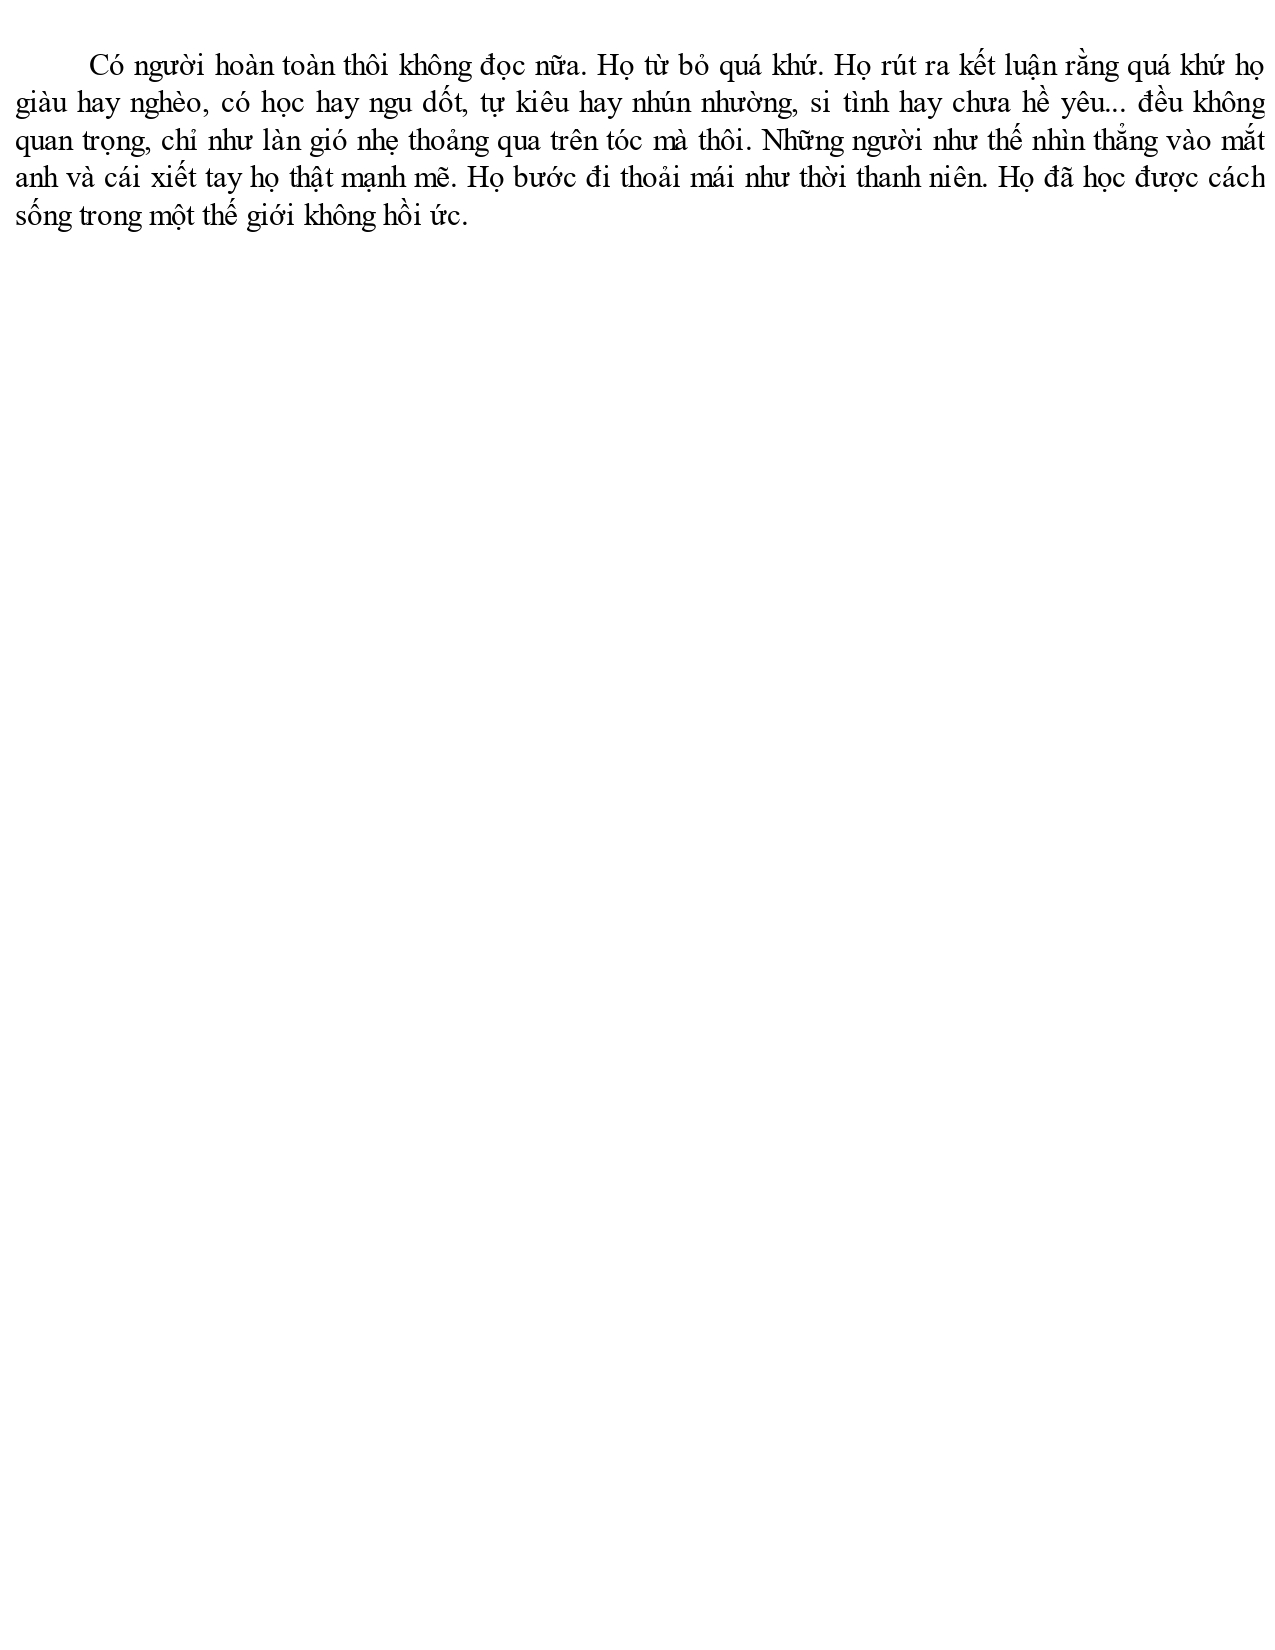 Có người hoàn toàn thôi không đọc nữa. Họ từ bỏ quá khứ. Họ rút ra kết luận rằng quá khứ họ
giàu hay nghèo, có học hay ngu dốt, tự kiêu hay nhún nhường, si tình hay chưa hề yêu... đều không
quan trọng, chỉ như làn gió nhẹ thoảng qua trên tóc mà thôi. Những người như thế nhìn thẳng vào mắt
anh và cái xiết tay họ thật mạnh mẽ. Họ bước đi thoải mái như thời thanh niên. Họ đã học được cách
sống trong một thế giới không hồi ức.